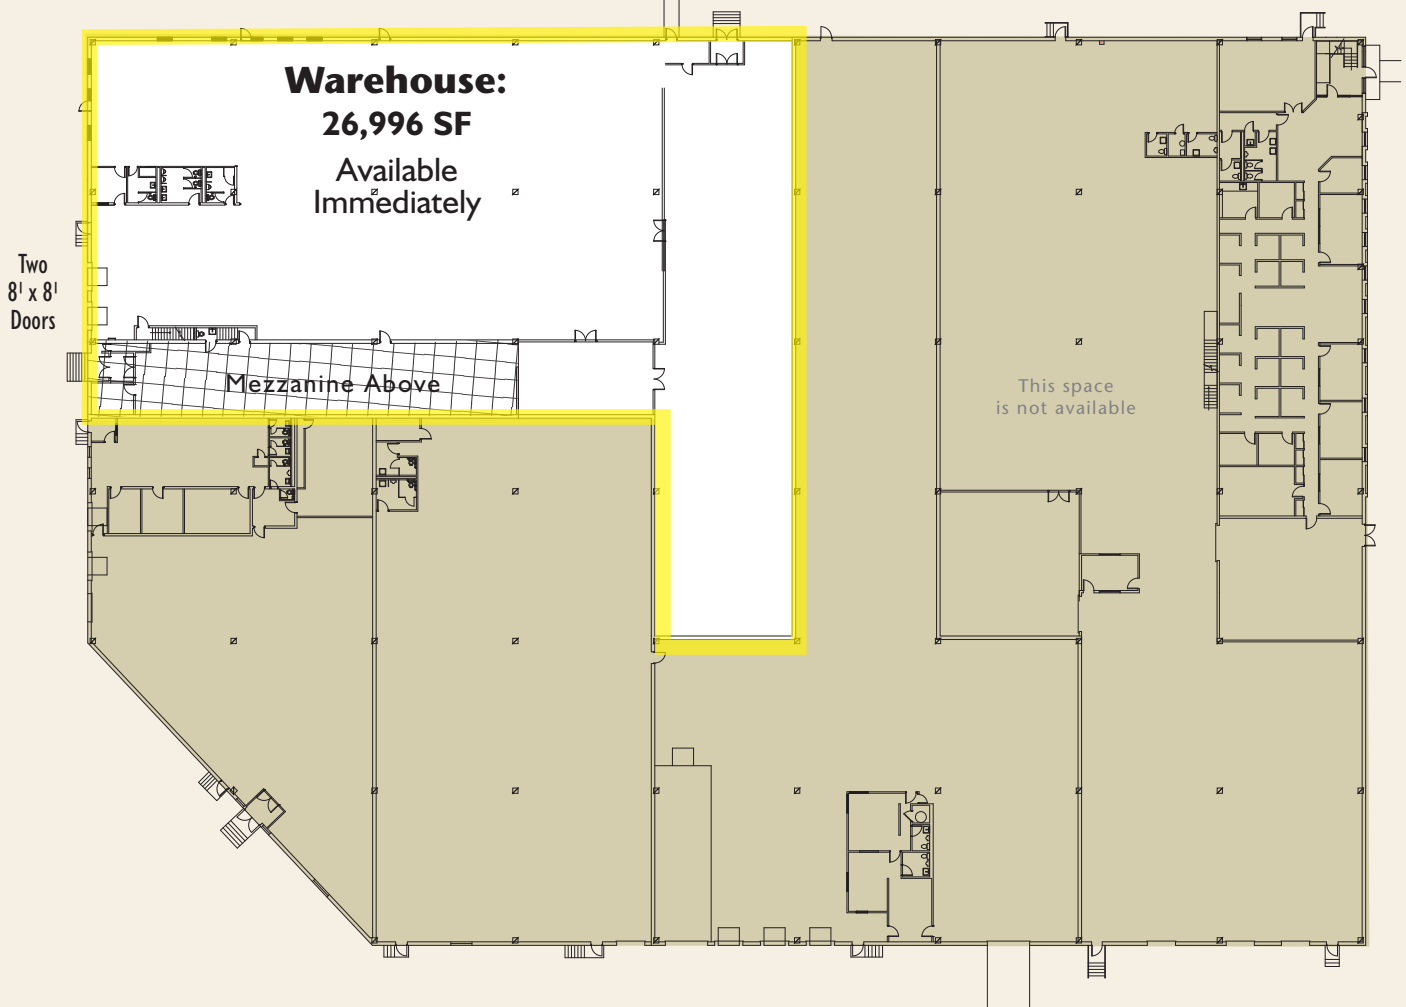 Warehouse:
26,996 SF
Available
Immediately
Two
8' x 8'
Doors
Mezzanine Above
This space
is not available